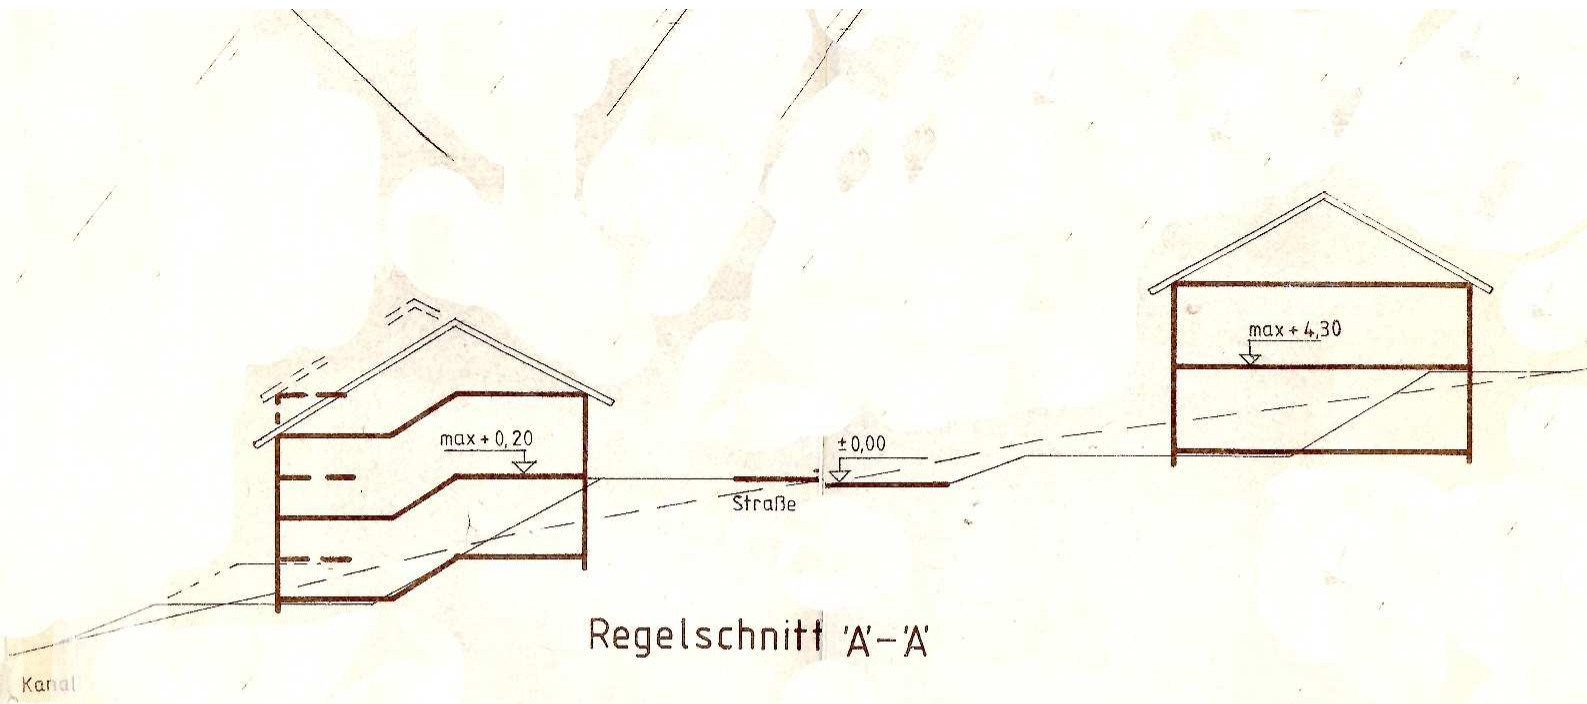 max + 4,30
max + 0,20
± 0,00
Straße
Regelschnitt 'A' – 'A'
Kanal